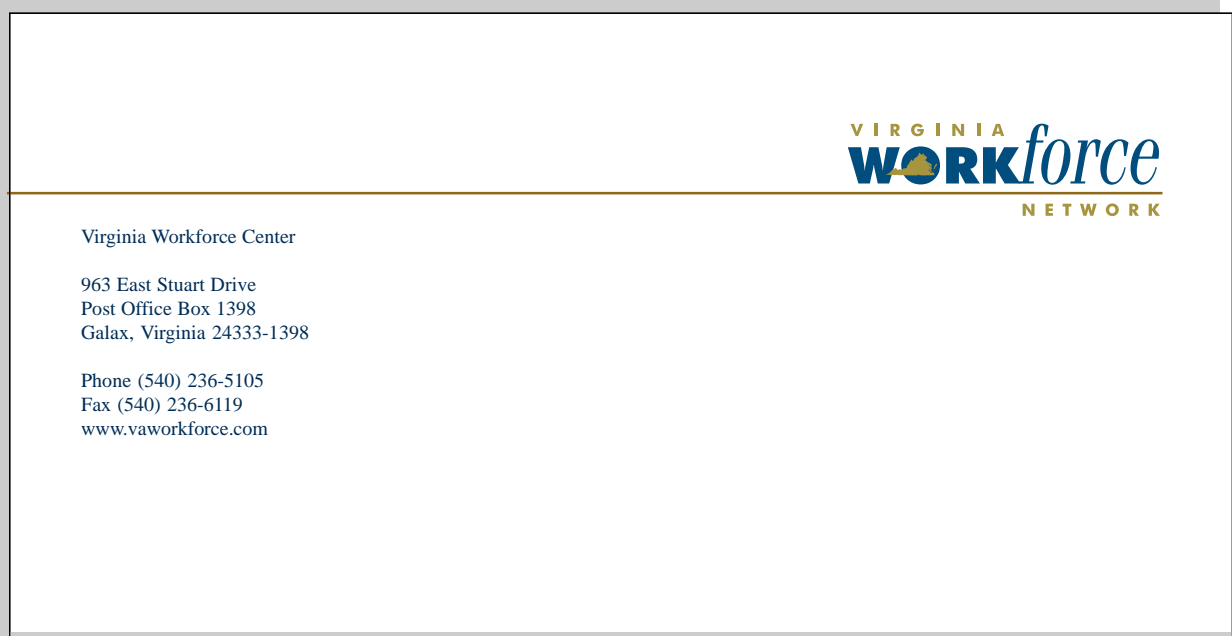 VIRGINIA
WORKforce
NETWORK
Virginia Workforce Center
963 East Stuart Drive
Post Office Box 1398
Galax, Virginia 24333-1398
Phone (540) 236-5105
Fax (540) 236-6119
www.vaworkforce.com